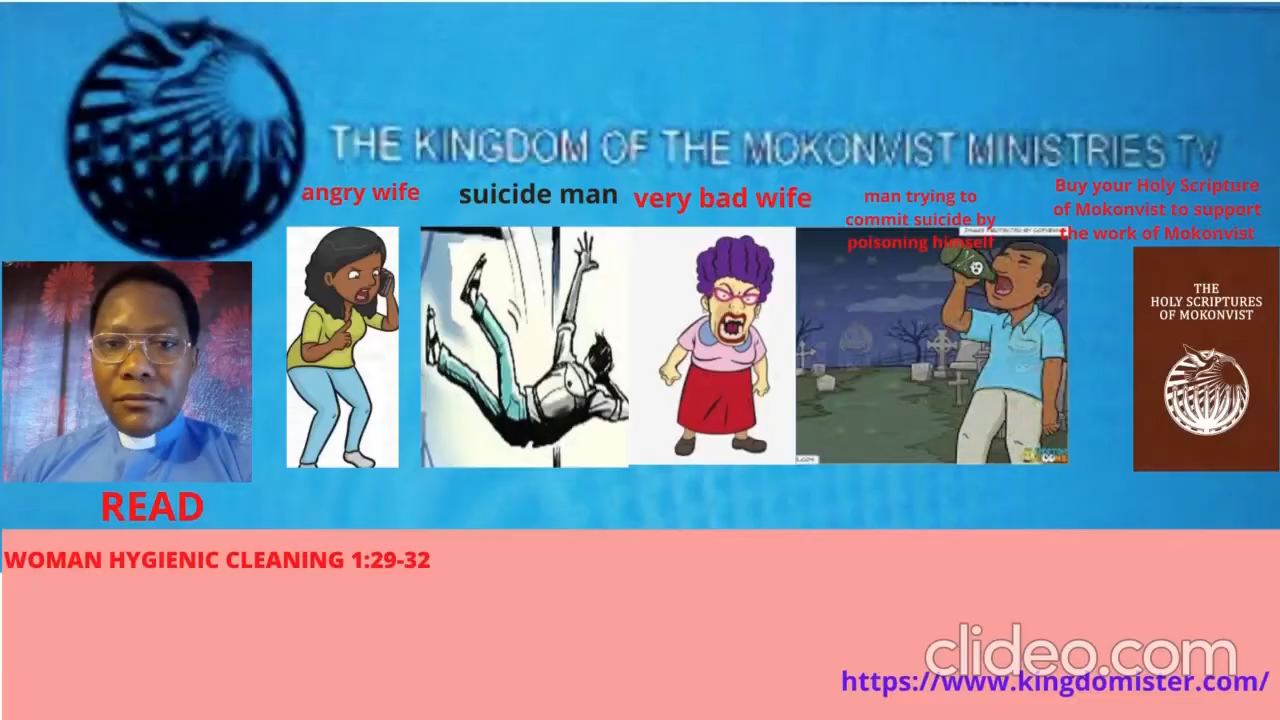 THE KINGDOM OF THE MOKONVIST MINISTRIES TV
angry wife
suicide man
very bad wife
man trying to
commit suicide by
poisoning himself
Buy your Holy Scripture
of Mokonvist to support
the work of Mokonvist
THE
HOLY SCRIPTURES
OF MOKONVIST
READ
WOMAN HYGIENIC CLEANING 1:29-32
clideo.com
https://www.kingdomister.com/